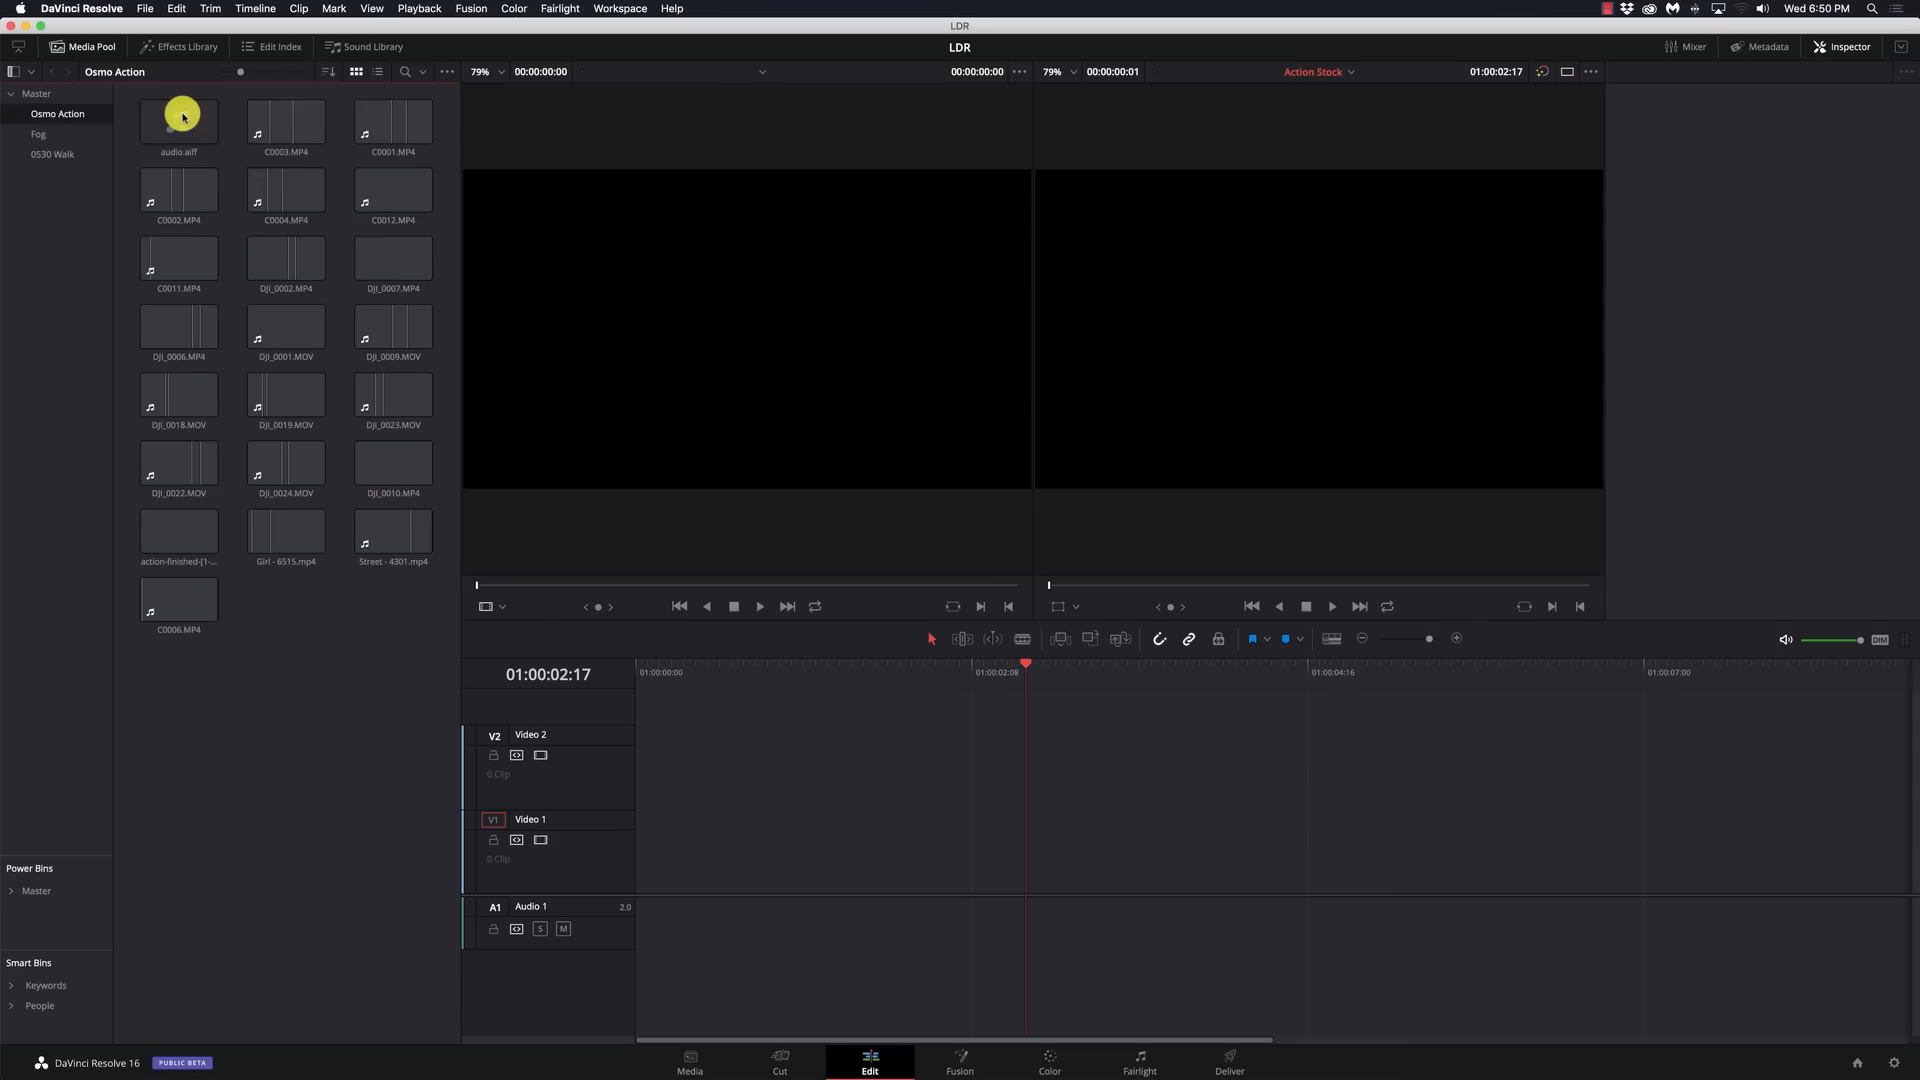 DaVinci Resolve File Edit Trim Timeline Clip Mark View Playback Fusion Color Fairlight Workspace Help Wed 6:50 PM
LDR
Media Pool Effects Library Edit Index Sound Library LDR Mixer Metadata Inspector
Osmo Action 79% 00:00:00:00 00:00:00:00 79% 00:00:00:01 Action Stock 01:00:02:17
Master
Osmo Action
Fog
0530 Walk
audio.aiff C0003.MP4 C0001.MP4
C0002.MP4 C0004.MP4 C0012.MP4
C0011.MP4 DJI_0002.MP4 DJI_0007.MP4
DJI_0006.MP4 DJI_0001.MOV DJI_0009.MOV
DJI_0018.MOV DJI_0019.MOV DJI_0023.MOV
DJI_0022.MOV DJI_0024.MOV DJI_0010.MP4
action-finished-[1-... Girl - 6515.mp4 Street - 4301.mp4
C0006.MP4
DIM
01:00:02:17 01:00:00:00 01:00:02:08 01:00:04:16 01:00:07:00
V2 Video 2
0 Clip
V1 Video 1
0 Clip
A1 Audio 1 2.0
S M
Power Bins
Master
Smart Bins
Keywords
People
DaVinci Resolve 16 PUBLIC BETA
Media Cut Edit Fusion Color Fairlight Deliver